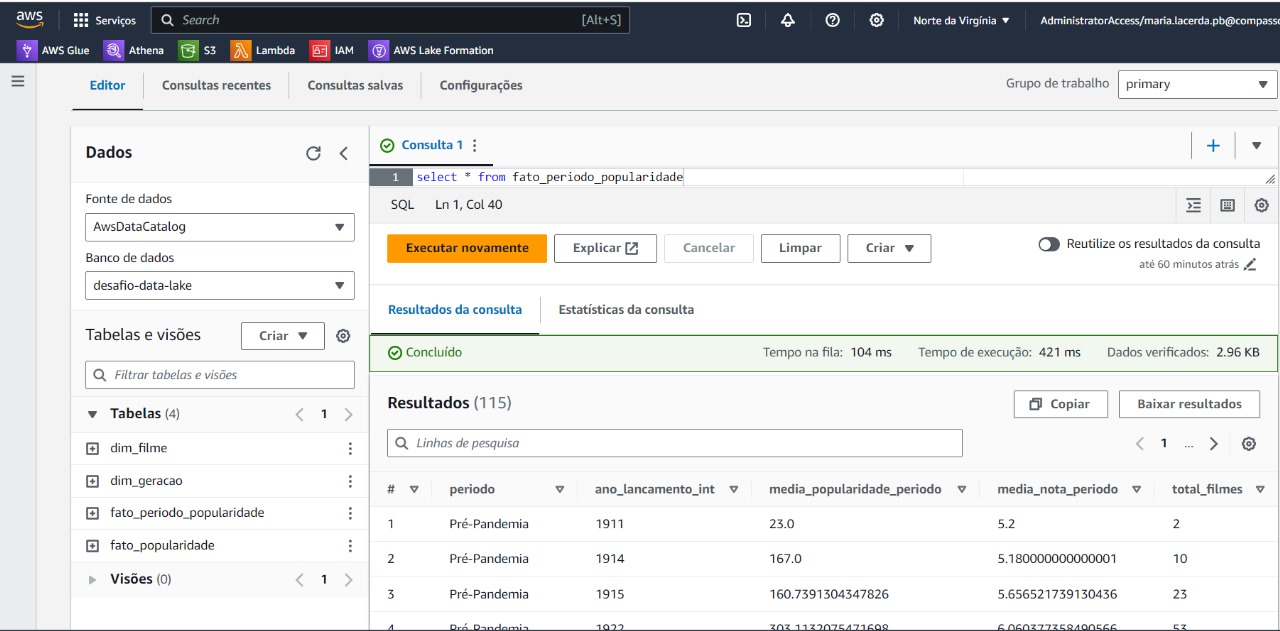 aws Serviços Search [Alt+S] Norte da Virgínia AdministratorAccess/maria.lacerda.pb@compasso
AWS Glue Athena S3 Lambda IAM AWS Lake Formation
Editor Consultas recentes Consultas salvas Configurações Grupo de trabalho primary
Dados
Fonte de dados
AwsDataCatalog
Banco de dados
desafio-data-lake
Tabelas e visões Criar
Filtrar tabelas e visões
Tabelas (4) 1
dim_filme
dim_geracao
fato_periodo_popularidade
fato_popularidade
Visões (0) 1
Consulta 1
1 select * from fato_periodo_popularidade
SQL Ln 1, Col 40
Executar novamente Explicar Cancelar Limpar Criar Reutilize os resultados da consulta
até 60 minutos atrás
Resultados da consulta Estatísticas da consulta
Concluído Tempo na fila: 104 ms Tempo de execução: 421 ms Dados verificados: 2.96 KB
Resultados (115) Copiar Baixar resultados
Linhas de pesquisa 1 ...
# periodo ano_lancamento_int media_popularidade_periodo media_nota_periodo total_filmes
1 Pré-Pandemia 1911 23.0 5.2 2
2 Pré-Pandemia 1914 167.0 5.180000000000001 10
3 Pré-Pandemia 1915 160.7391304347826 5.656521739130436 23
4 Pré-Pandemia 1922 303.1132075471698 6.060377358490566 53